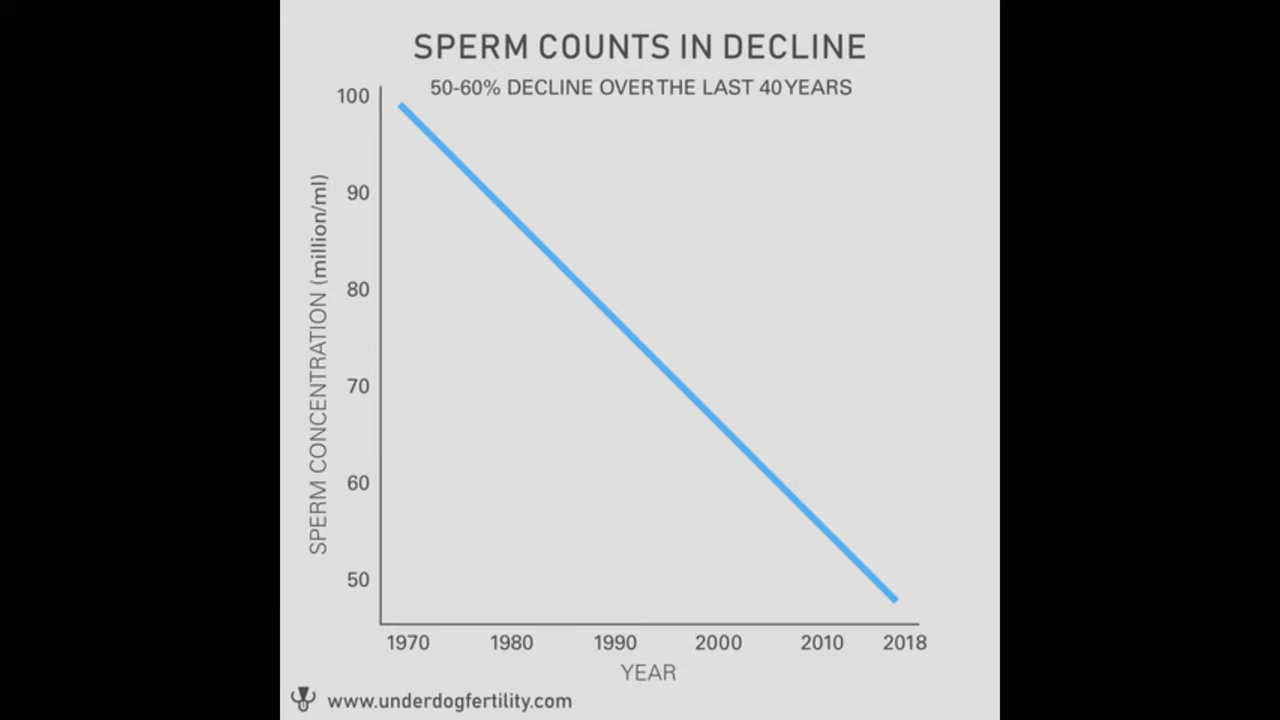 SPERM COUNTS IN DECLINE
50-60% DECLINE OVER THE LAST 40 YEARS
SPERM CONCENTRATION (million/ml)
100
90
80
70
60
50
1970 1980 1990 2000 2010 2018
YEAR
www.underdogfertility.com